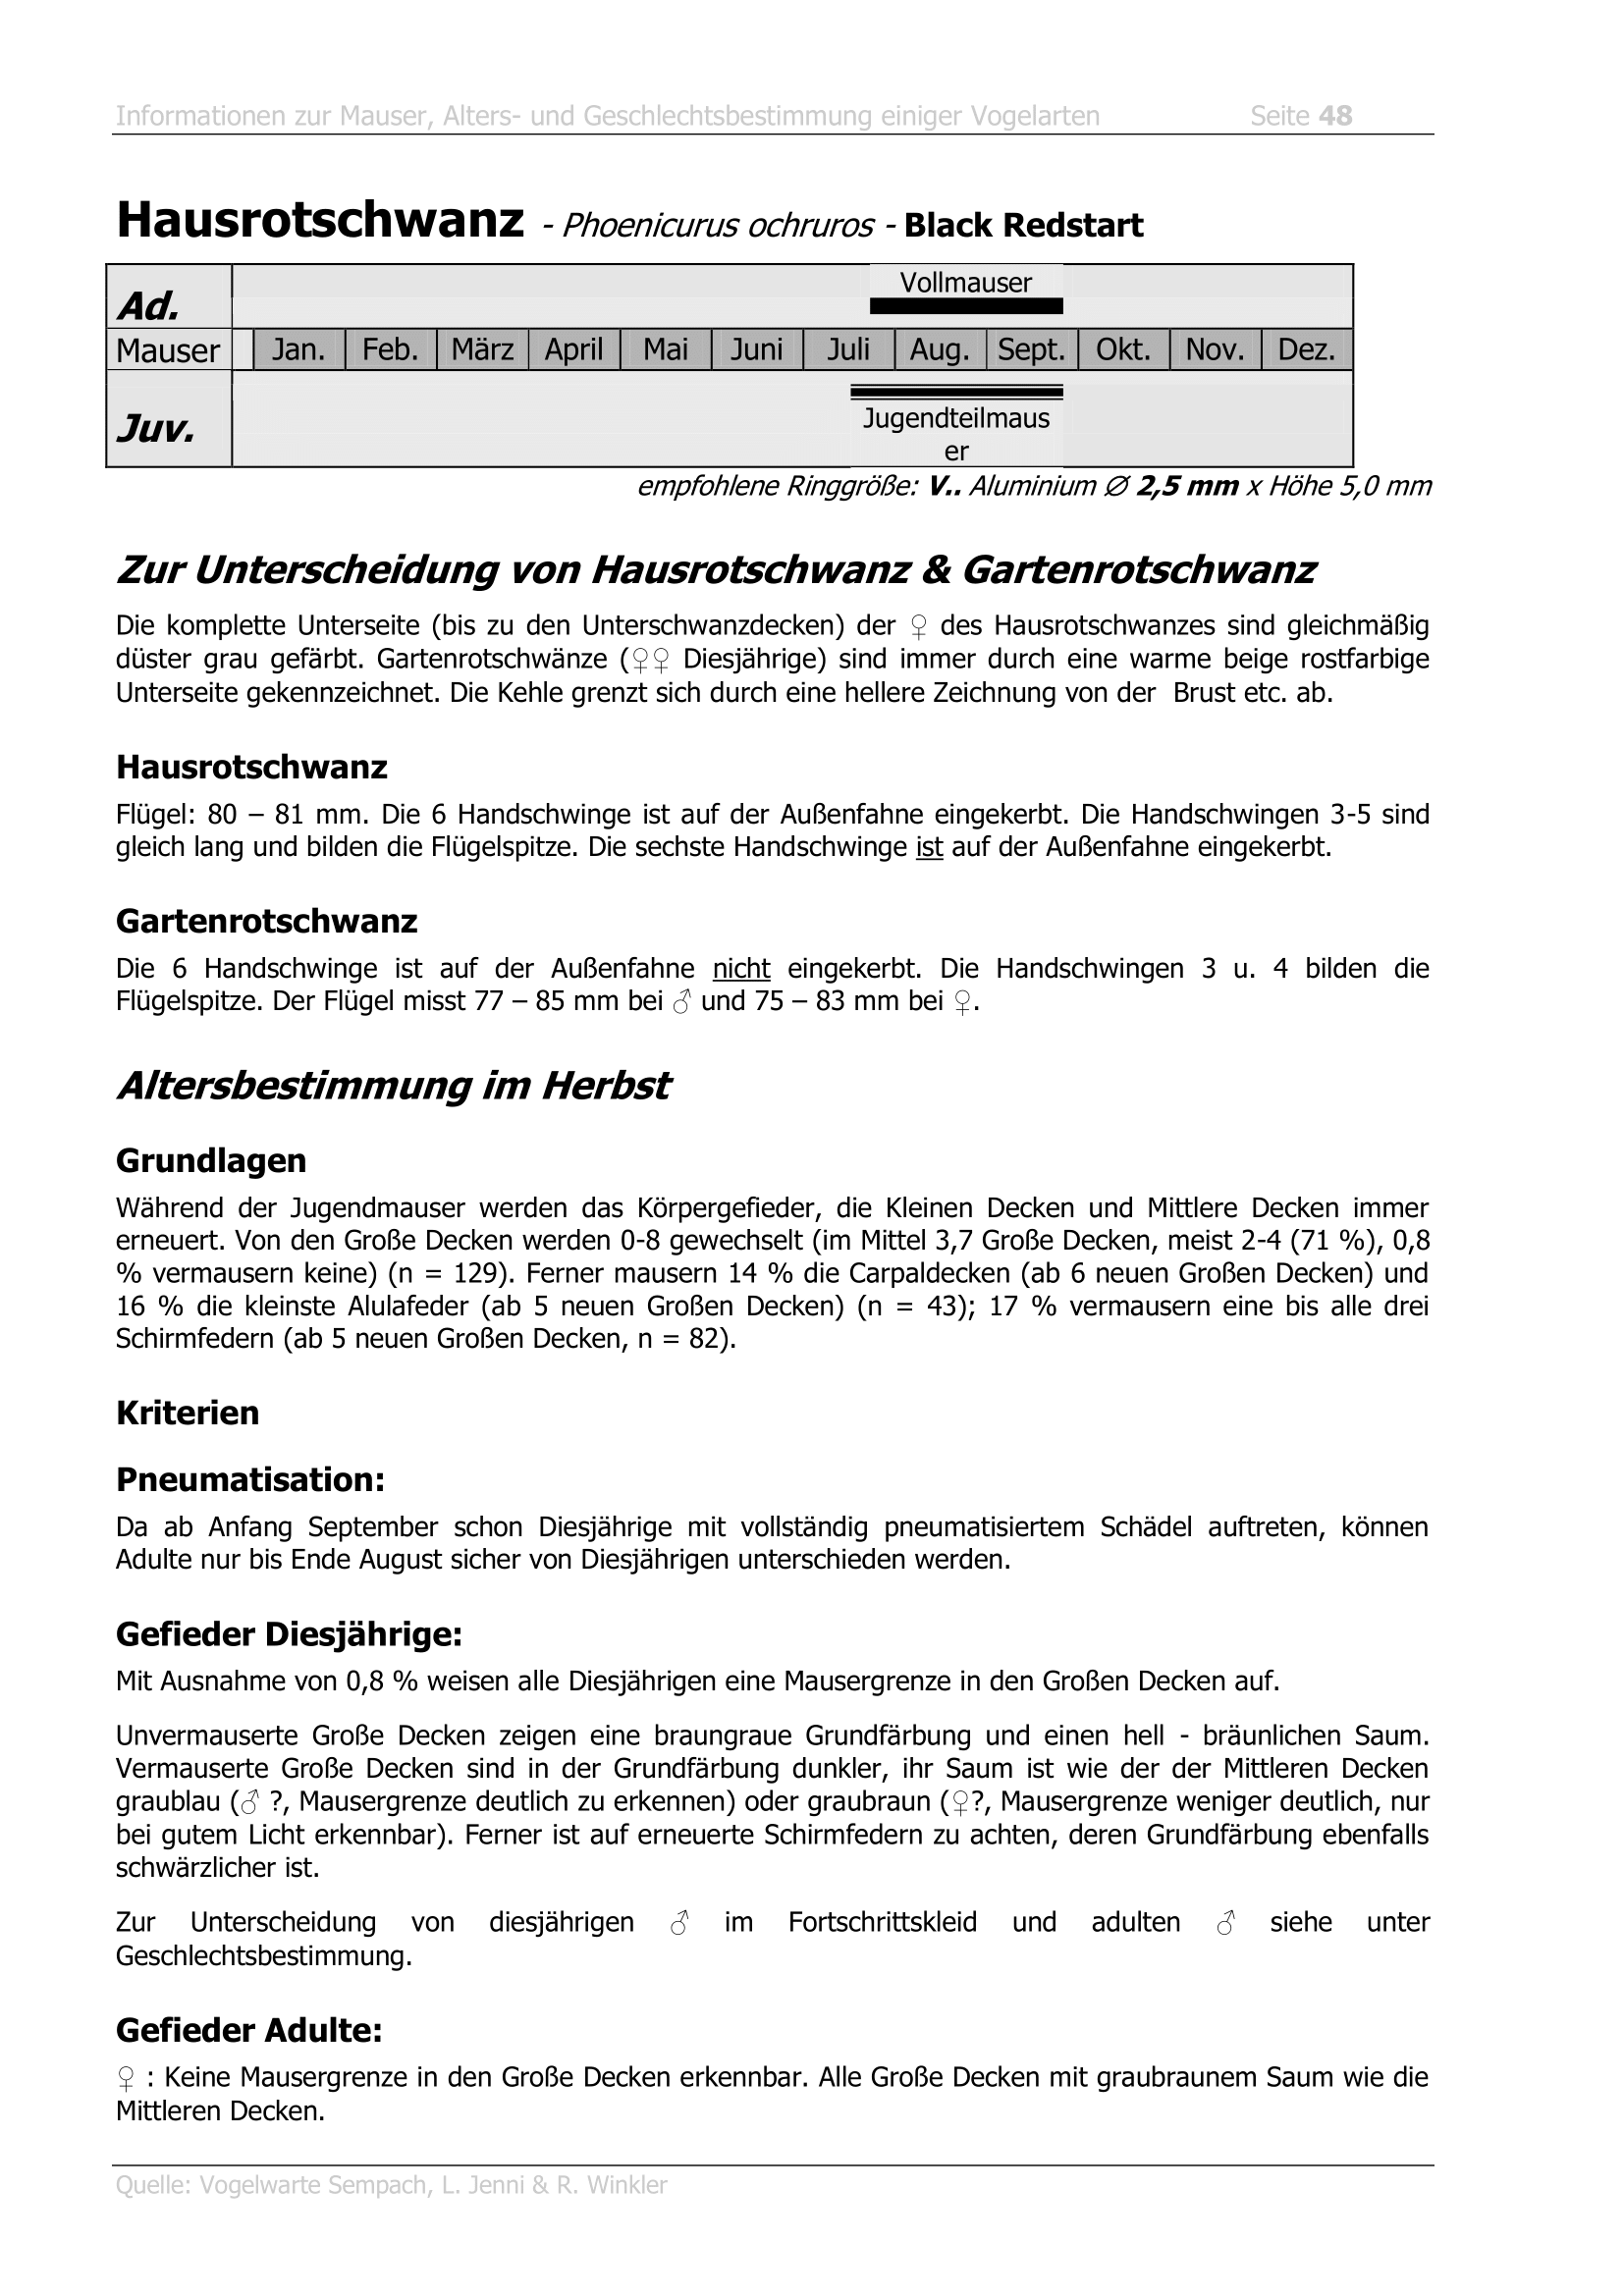 Informationen zur Mauser, Alters- und Geschlechtsbestimmung einiger Vogelarten Seite 48
Hausrotschwanz - Phoenicurus ochruros - Black Redstart
Vollmauser
Ad.
Mauser Jan. Feb. März April Mai Juni Juli Aug. Sept. Okt. Nov. Dez.
Juv.
Jugendteilmaus
er
empfohlene Ringgröße: V.. Aluminium ∅ 2,5 mm x Höhe 5,0 mm
Zur Unterscheidung von Hausrotschwanz & Gartenrotschwanz
Die komplette Unterseite (bis zu den Unterschwanzdecken) der ♀ des Hausrotschwanzes sind gleichmäßig
düster grau gefärbt. Gartenrotschwänze (♀♀ Diesjährige) sind immer durch eine warme beige rostfarbige
Unterseite gekennzeichnet. Die Kehle grenzt sich durch eine hellere Zeichnung von der Brust etc. ab.
Hausrotschwanz
Flügel: 80 – 81 mm. Die 6 Handschwinge ist auf der Außenfahne eingekerbt. Die Handschwingen 3-5 sind
gleich lang und bilden die Flügelspitze. Die sechste Handschwinge ist auf der Außenfahne eingekerbt.
Gartenrotschwanz
Die 6 Handschwinge ist auf der Außenfahne nicht eingekerbt. Die Handschwingen 3 u. 4 bilden die
Flügelspitze. Der Flügel misst 77 – 85 mm bei ♂ und 75 – 83 mm bei ♀.
Altersbestimmung im Herbst
Grundlagen
Während der Jugendmauser werden das Körpergefieder, die Kleinen Decken und Mittlere Decken immer
erneuert. Von den Große Decken werden 0-8 gewechselt (im Mittel 3,7 Große Decken, meist 2-4 (71 %), 0,8
% vermausern keine) (n = 129). Ferner mausern 14 % die Carpaldecken (ab 6 neuen Großen Decken) und
16 % die kleinste Alulafeder (ab 5 neuen Großen Decken) (n = 43); 17 % vermausern eine bis alle drei
Schirmfedern (ab 5 neuen Großen Decken, n = 82).
Kriterien
Pneumatisation:
Da ab Anfang September schon Diesjährige mit vollständig pneumatisiertem Schädel auftreten, können
Adulte nur bis Ende August sicher von Diesjährigen unterschieden werden.
Gefieder Diesjährige:
Mit Ausnahme von 0,8 % weisen alle Diesjährigen eine Mausergrenze in den Großen Decken auf.
Unvermauserte Große Decken zeigen eine braungraue Grundfärbung und einen hell - bräunlichen Saum.
Vermauserte Große Decken sind in der Grundfärbung dunkler, ihr Saum ist wie der der Mittleren Decken
graublau (♂ ?, Mausergrenze deutlich zu erkennen) oder graubraun (♀?, Mausergrenze weniger deutlich, nur
bei gutem Licht erkennbar). Ferner ist auf erneuerte Schirmfedern zu achten, deren Grundfärbung ebenfalls
schwärzlicher ist.
Zur Unterscheidung von diesjährigen ♂ im Fortschrittskleid und adulten ♂ siehe unter
Geschlechtsbestimmung.
Gefieder Adulte:
♀ : Keine Mausergrenze in den Große Decken erkennbar. Alle Große Decken mit graubraunem Saum wie die
Mittleren Decken.
Quelle: Vogelwarte Sempach, L. Jenni & R. Winkler